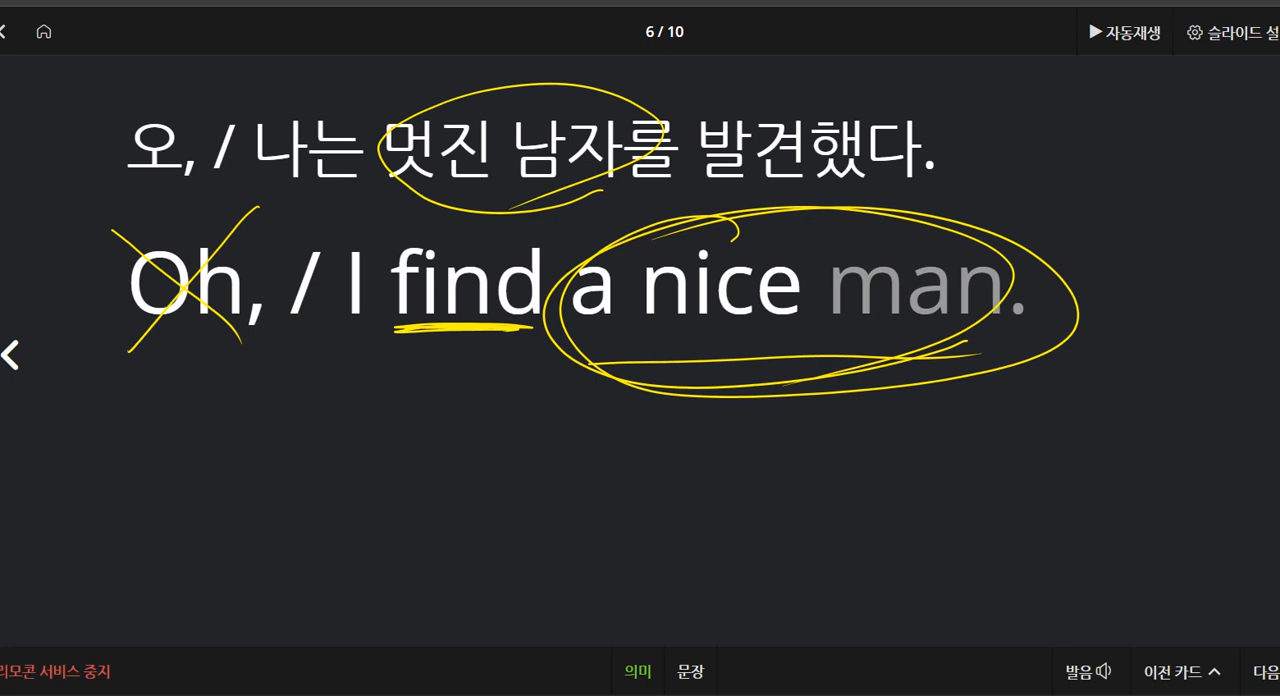 6 / 10
▶ 자동재생
슬라이드 설
오, / 나는 멋진 남자를 발견했다.
Oh, / I find a nice man.
리모콘 서비스 중지
의미
문장
발음
이전 카드
다음